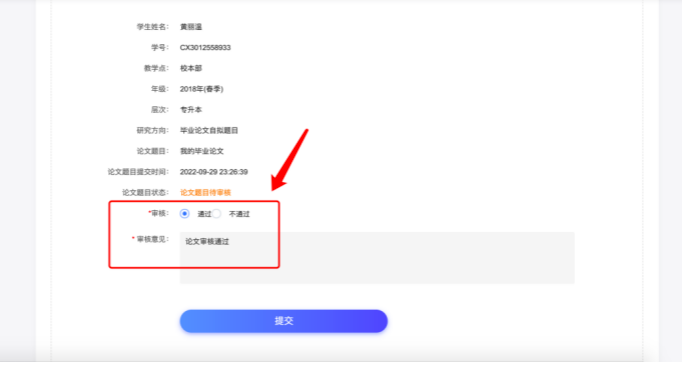 学生姓名: 黄丽温
学号: CX3012558933
教学点: 校本部
年级: 2018年(春季)
层次: 专升本
研究方向: 毕业论文自拟题目
论文题目: 我的毕业论文
论文题目提交时间: 2022-09-29 23:26:39
论文题目状态: 论文题目待审核
*审核: 通过 不通过
*审核意见: 论文审核通过
提交